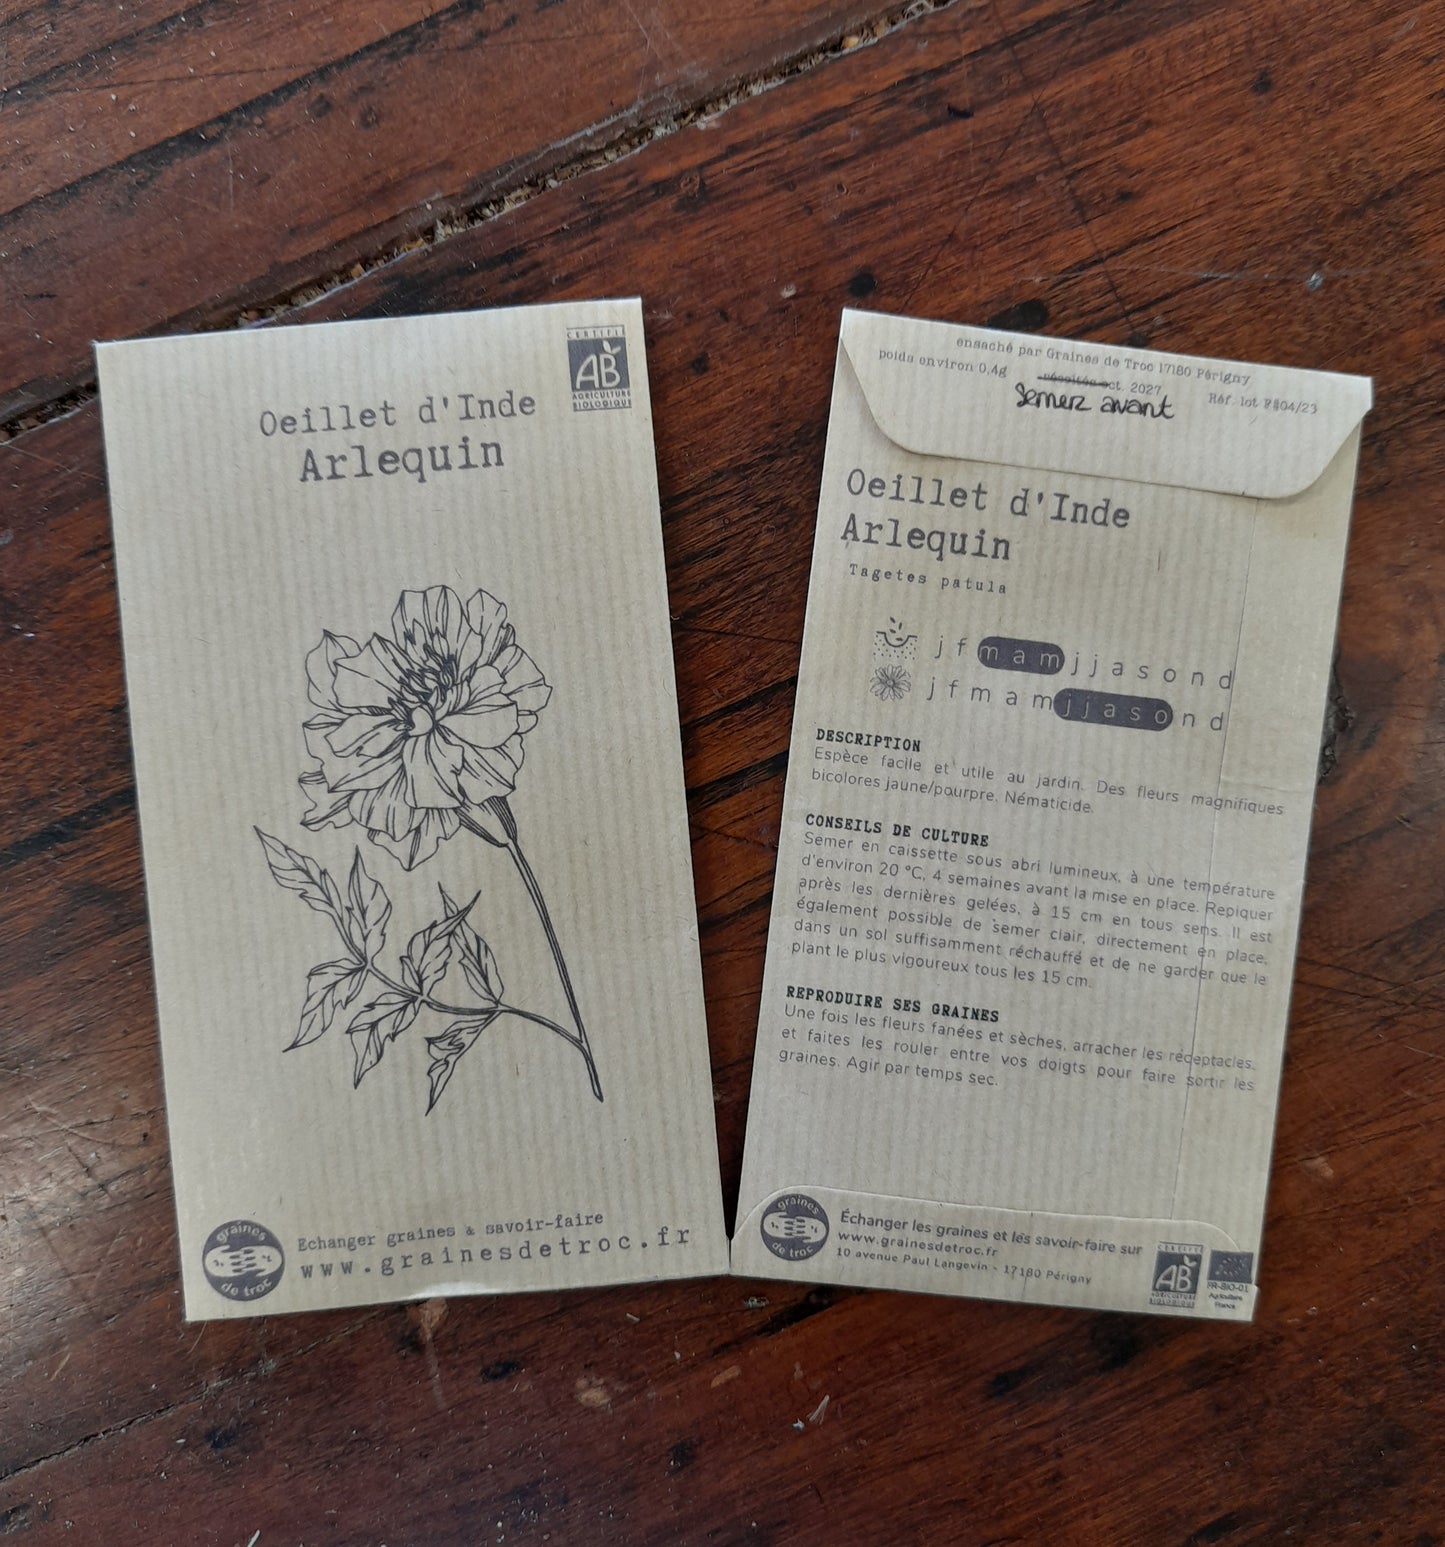 CERTIFIÉ
AB
AGRICULTURE
BIOLOGIQUE
Oeillet d'Inde
Arlequin
graines
de troc
Echanger graines & savoir-faire
www.grainesdetroc.fr
ensaché par Graines de Troc 17180 Périgny
poids environ 0,4g
oct. 2027
Réf. lot
Semez avant
Oeillet d'Inde
Arlequin
Tagetes patula
j f m a m j j a s o n d
j f m a m j j a s o n d
DESCRIPTION
Espèce facile et utile au jardin. Des fleurs magnifiques
bicolores jaune/pourpre. Nématicide.
CONSEILS DE CULTURE
Semer en caissette sous abri lumineux, à une température
d'environ 20 °C, 4 semaines avant la mise en place. Repiquer
après les dernières gelées, à 15 cm en tous sens. Il est
également possible de semer clair, directement en place,
dans un sol suffisamment réchauffé et de ne garder que le
plant le plus vigoureux tous les 15 cm.
REPRODUIRE SES GRAINES
Une fois les fleurs fanées et sèches, arracher les réceptacles,
et faites les rouler entre vos doigts pour faire sortir les
graines. Agir par temps sec.
graines
de troc
Échanger les graines et les savoir-faire sur
www.grainesdetroc.fr
10 avenue Paul Langevin - 17180 Périgny
CERTIFIÉ
AB
AGRICULTURE
BIOLOGIQUE
FR-BIO-01
Agriculture
France